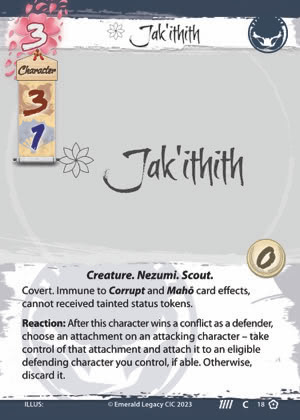 3
Jak'ithith
Character
3
1
Jak'ithith
0
Creature. Nezumi. Scout.
Covert. Immune to Corrupt and Mahō card effects,
cannot received tainted status tokens.
Reaction: After this character wins a conflict as a defender,
choose an attachment on an attacking character – take
control of that attachment and attach it to an eligible
defending character you control, if able. Otherwise,
discard it.
ILLUS: © Emerald Legacy CIC 2023 C 18